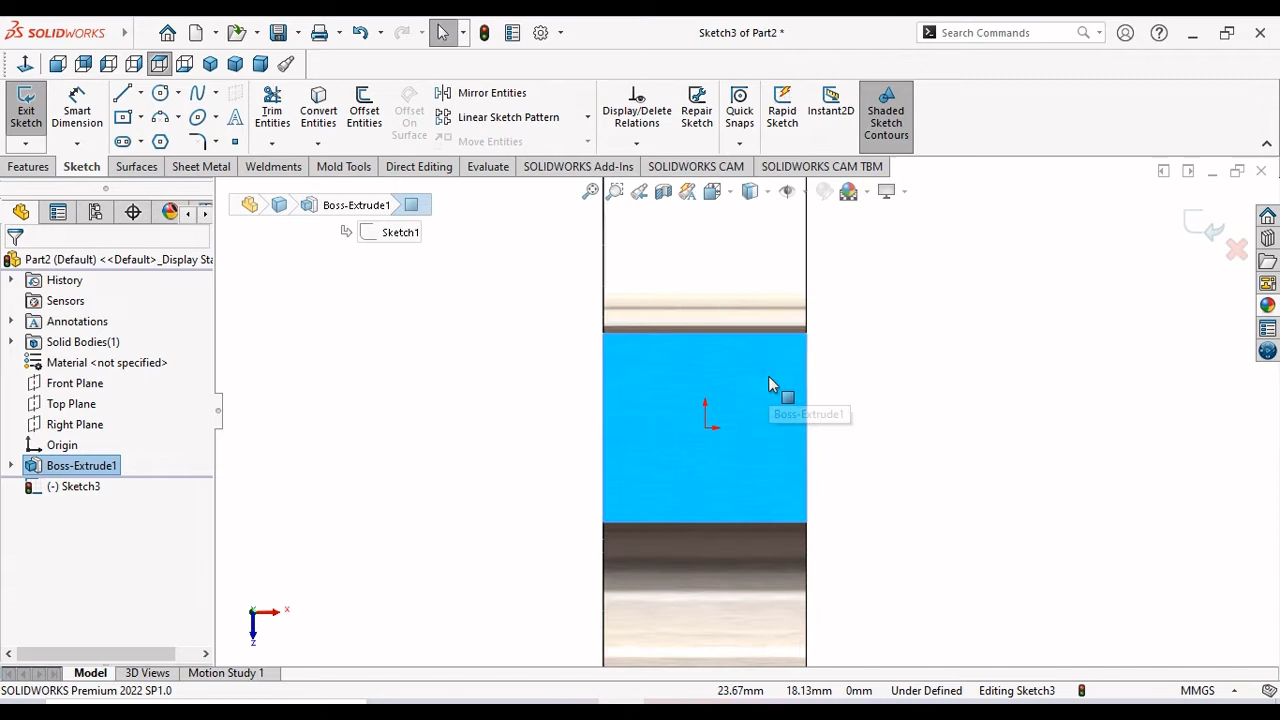 SOLIDWORKS
Sketch3 of Part2 *
Search Commands
Exit Sketch
Smart Dimension
Trim Entities
Convert Entities
Offset Entities
Offset On Surface
Mirror Entities
Linear Sketch Pattern
Move Entities
Display/Delete Relations
Repair Sketch
Quick Snaps
Rapid Sketch
Instant2D
Shaded Sketch Contours
Features
Sketch
Surfaces
Sheet Metal
Weldments
Mold Tools
Direct Editing
Evaluate
SOLIDWORKS Add-Ins
SOLIDWORKS CAM
SOLIDWORKS CAM TBM
Boss-Extrude1
Sketch1
Part2 (Default) <<Default>_Display Sta
History
Sensors
Annotations
Solid Bodies(1)
Material <not specified>
Front Plane
Top Plane
Right Plane
Origin
Boss-Extrude1
(-) Sketch3
Boss-Extrude1
Y
X
Z
Model
3D Views
Motion Study 1
SOLIDWORKS Premium 2022 SP1.0
23.67mm
18.13mm
0mm
Under Defined
Editing Sketch3
MMGS